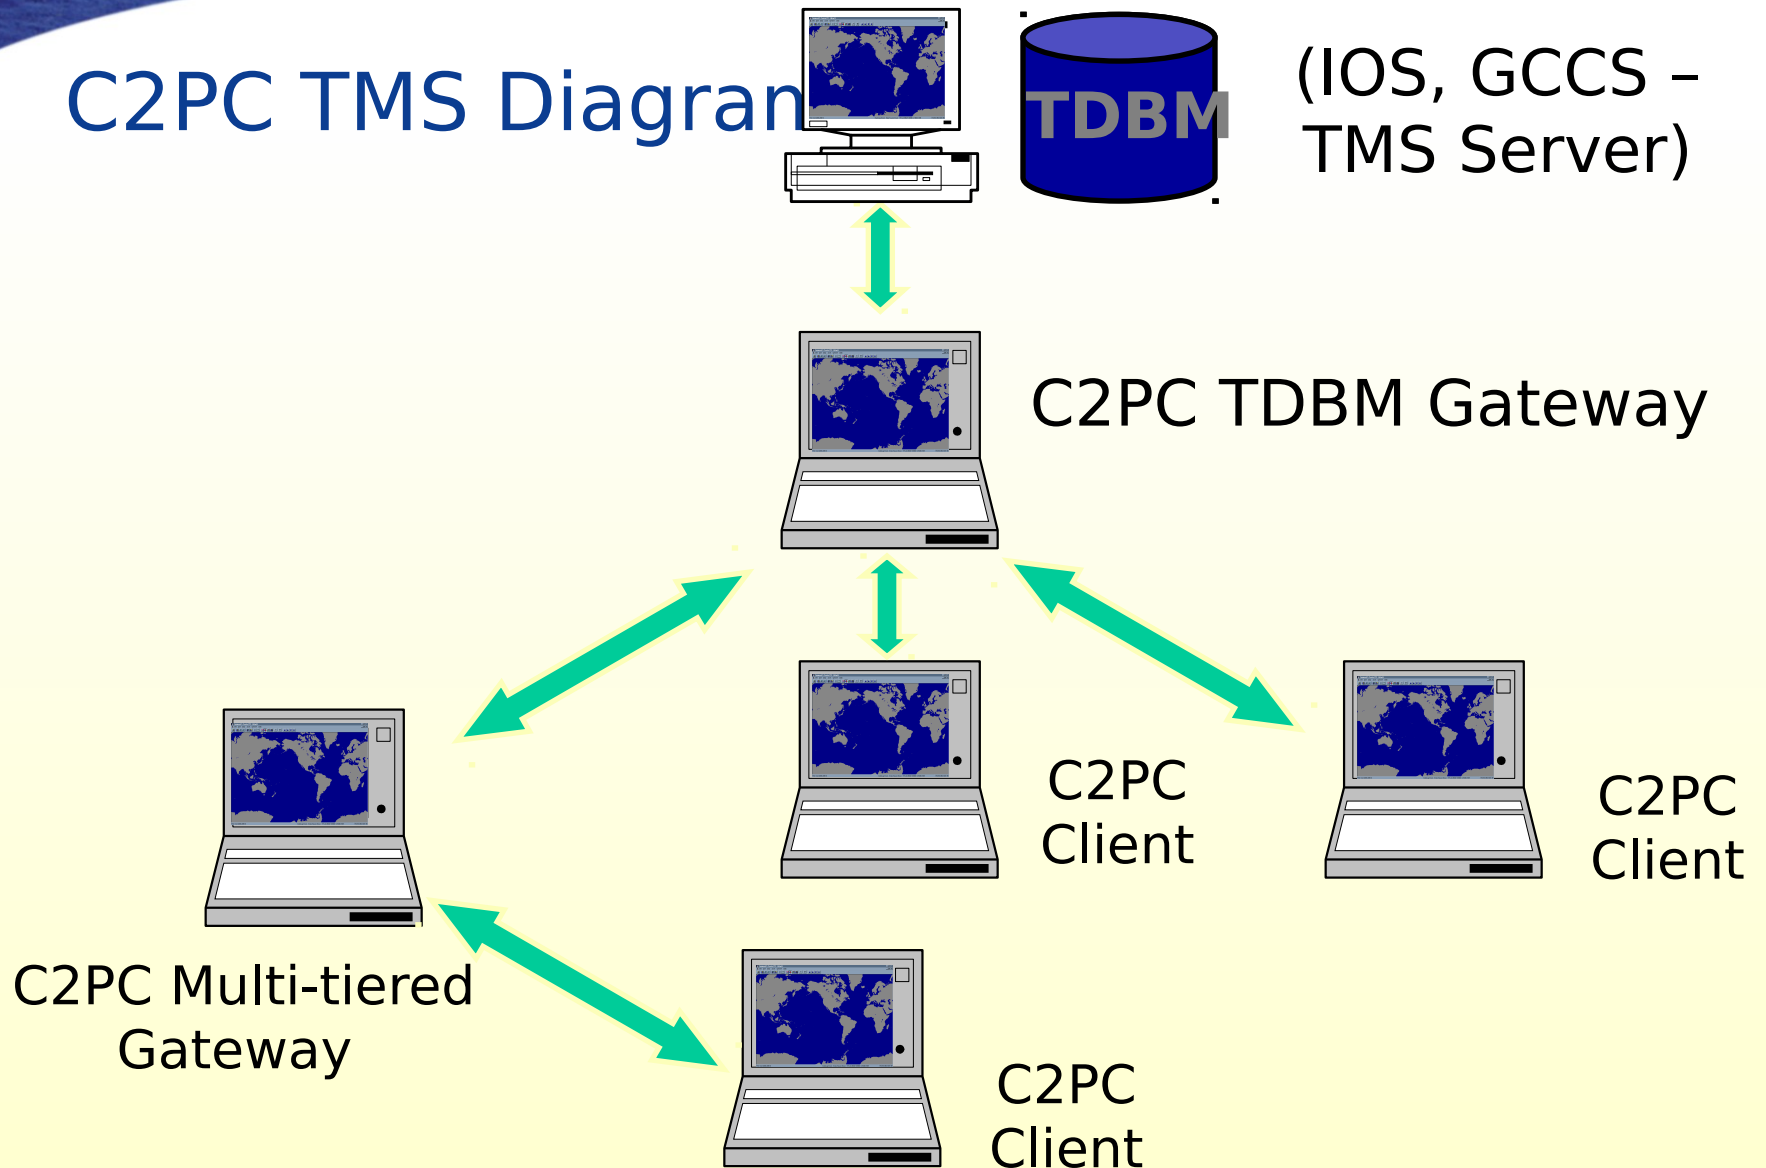 C2PC TMS Diagram
TDBM
(IOS, GCCS –
TMS Server)
C2PC TDBM Gateway
C2PC
Client
C2PC
Client
C2PC Multi-tiered
Gateway
C2PC
Client